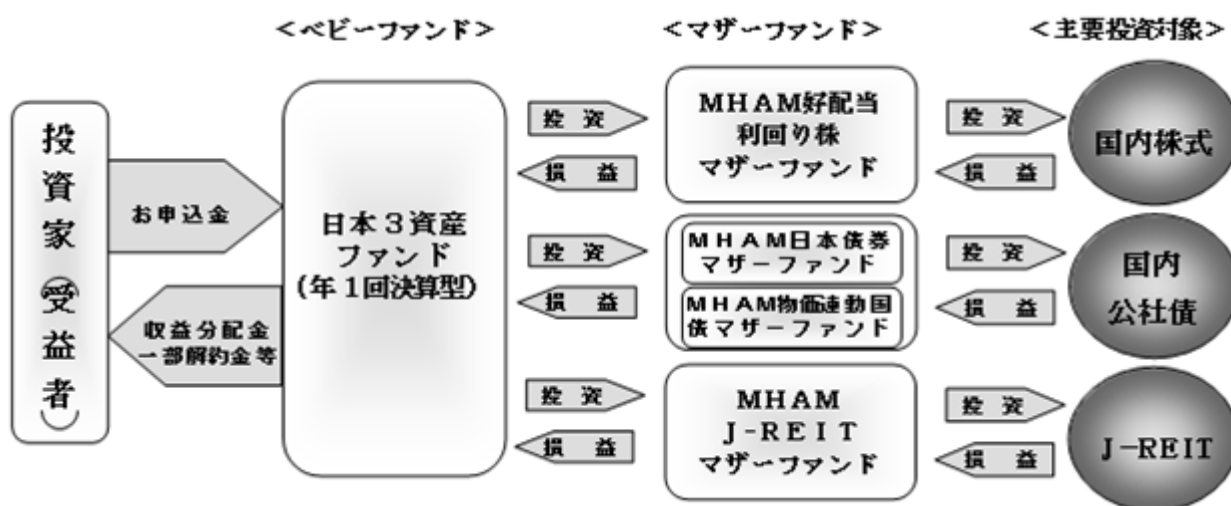 <ベビーファンド>
<マザーファンド>
<主要投資対象>
投資家(受益者)
お申込金
収益分配金
一部解約金等
日本3資産
ファンド
(年1回決算型)
投資
損益
MHAM好配当
利回り株
マザーファンド
投資
損益
国内株式
投資
損益
MHAM日本債券
マザーファンド
MHAM物価連動国
債マザーファンド
投資
損益
国内
公社債
投資
損益
MHAM
J-REIT
マザーファンド
投資
損益
J-REIT